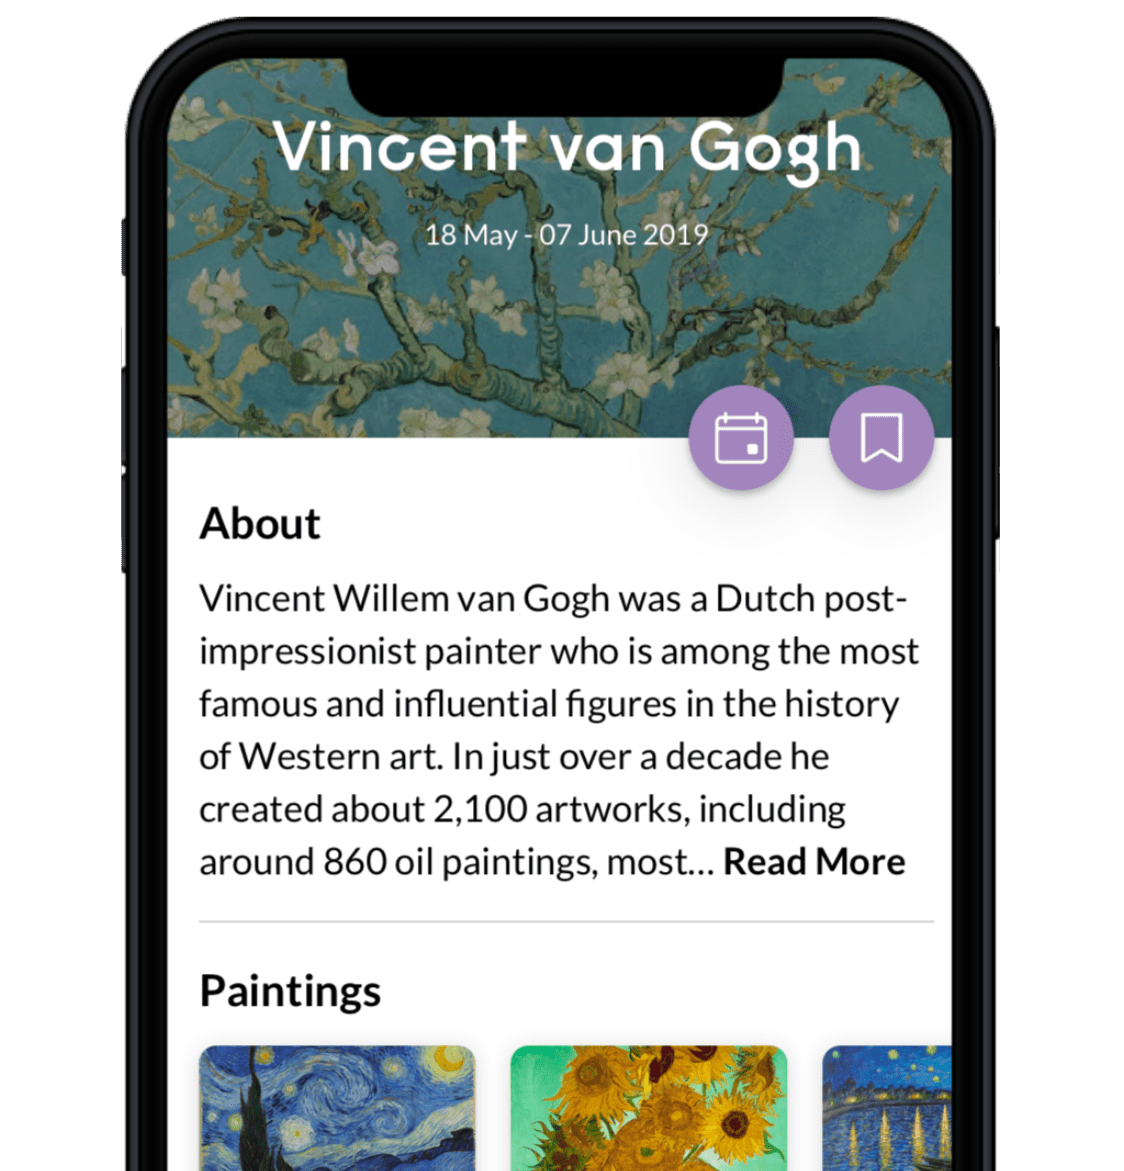 Vincent van Gogh
18 May - 07 June 2019
About
Vincent Willem van Gogh was a Dutch post-
impressionist painter who is among the most
famous and influential figures in the history
of Western art. In just over a decade he
created about 2,100 artworks, including
around 860 oil paintings, most... Read More
Paintings